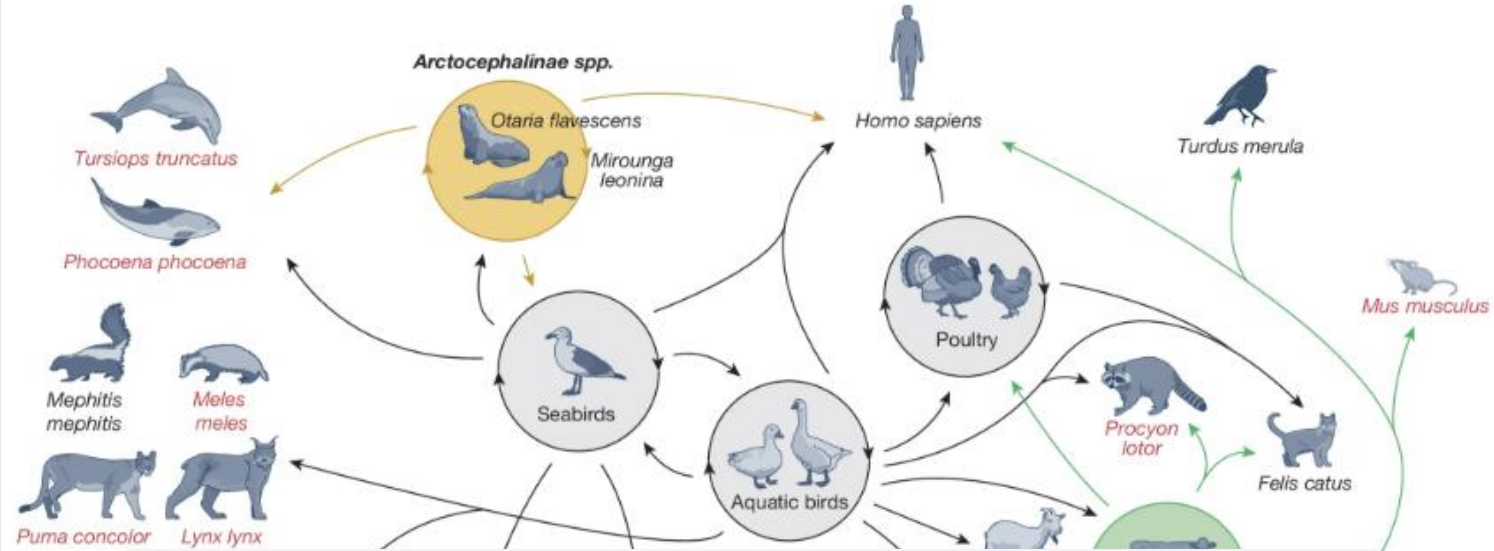 Arctocephalinae spp.
Otaria flavescens
Mirounga
leonina
Homo sapiens
Turdus merula
Tursiops truncatus
Phocoena phocoena
Mus musculus
Poultry
Mephitis
mephitis
Meles
meles
Seabirds
Procyon
lotor
Felis catus
Aquatic birds
Puma concolor
Lynx lynx